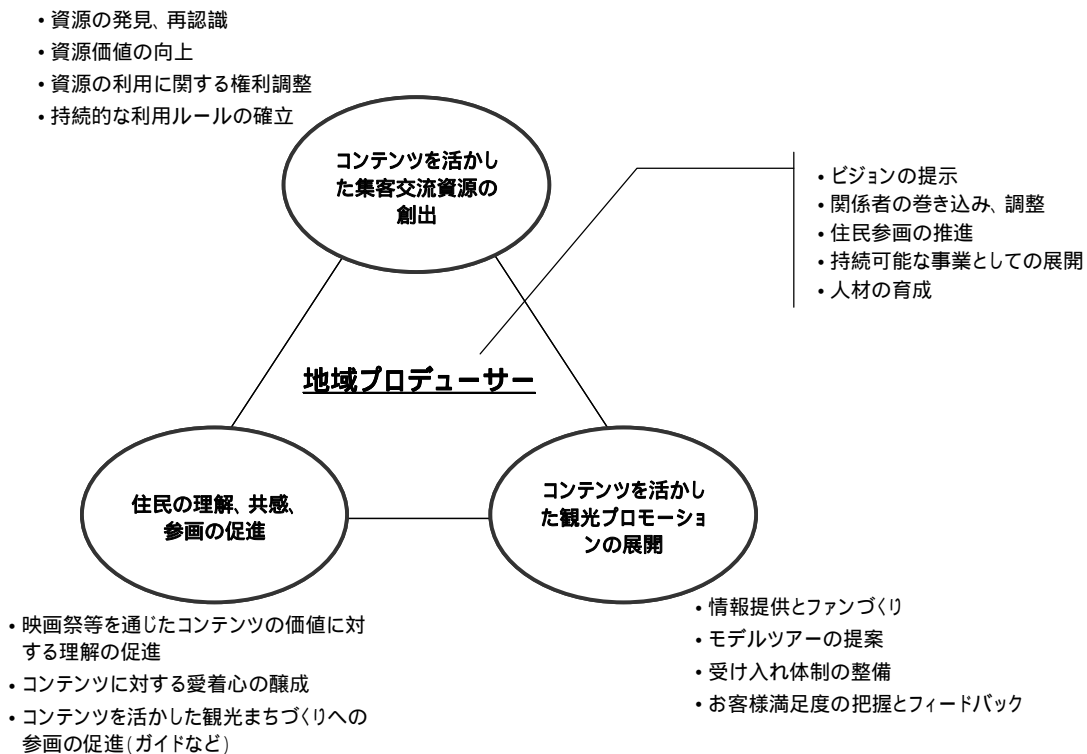 • 資源の発見、再認識
• 資源価値の向上
• 資源の利用に関する権利調整
• 持続的な利用ルールの確立
コンテンツを活かし
た集客交流資源の
創出
• ビジョンの提示
• 関係者の巻き込み、調整
• 住民参画の推進
• 持続可能な事業としての展開
• 人材の育成
地域プロデューサー
住民の理解、共感、
参画の促進
コンテンツを活かし
た観光プロモーショ
ンの展開
• 映画祭等を通じたコンテンツの価値に対
する理解の促進
• コンテンツに対する愛着心の醸成
• コンテンツを活かした観光まちづくりへの
参画の促進(ガイドなど)
• 情報提供とファンづくり
• モデルツアーの提案
• 受け入れ体制の整備
• お客様満足度の把握とフィードバック